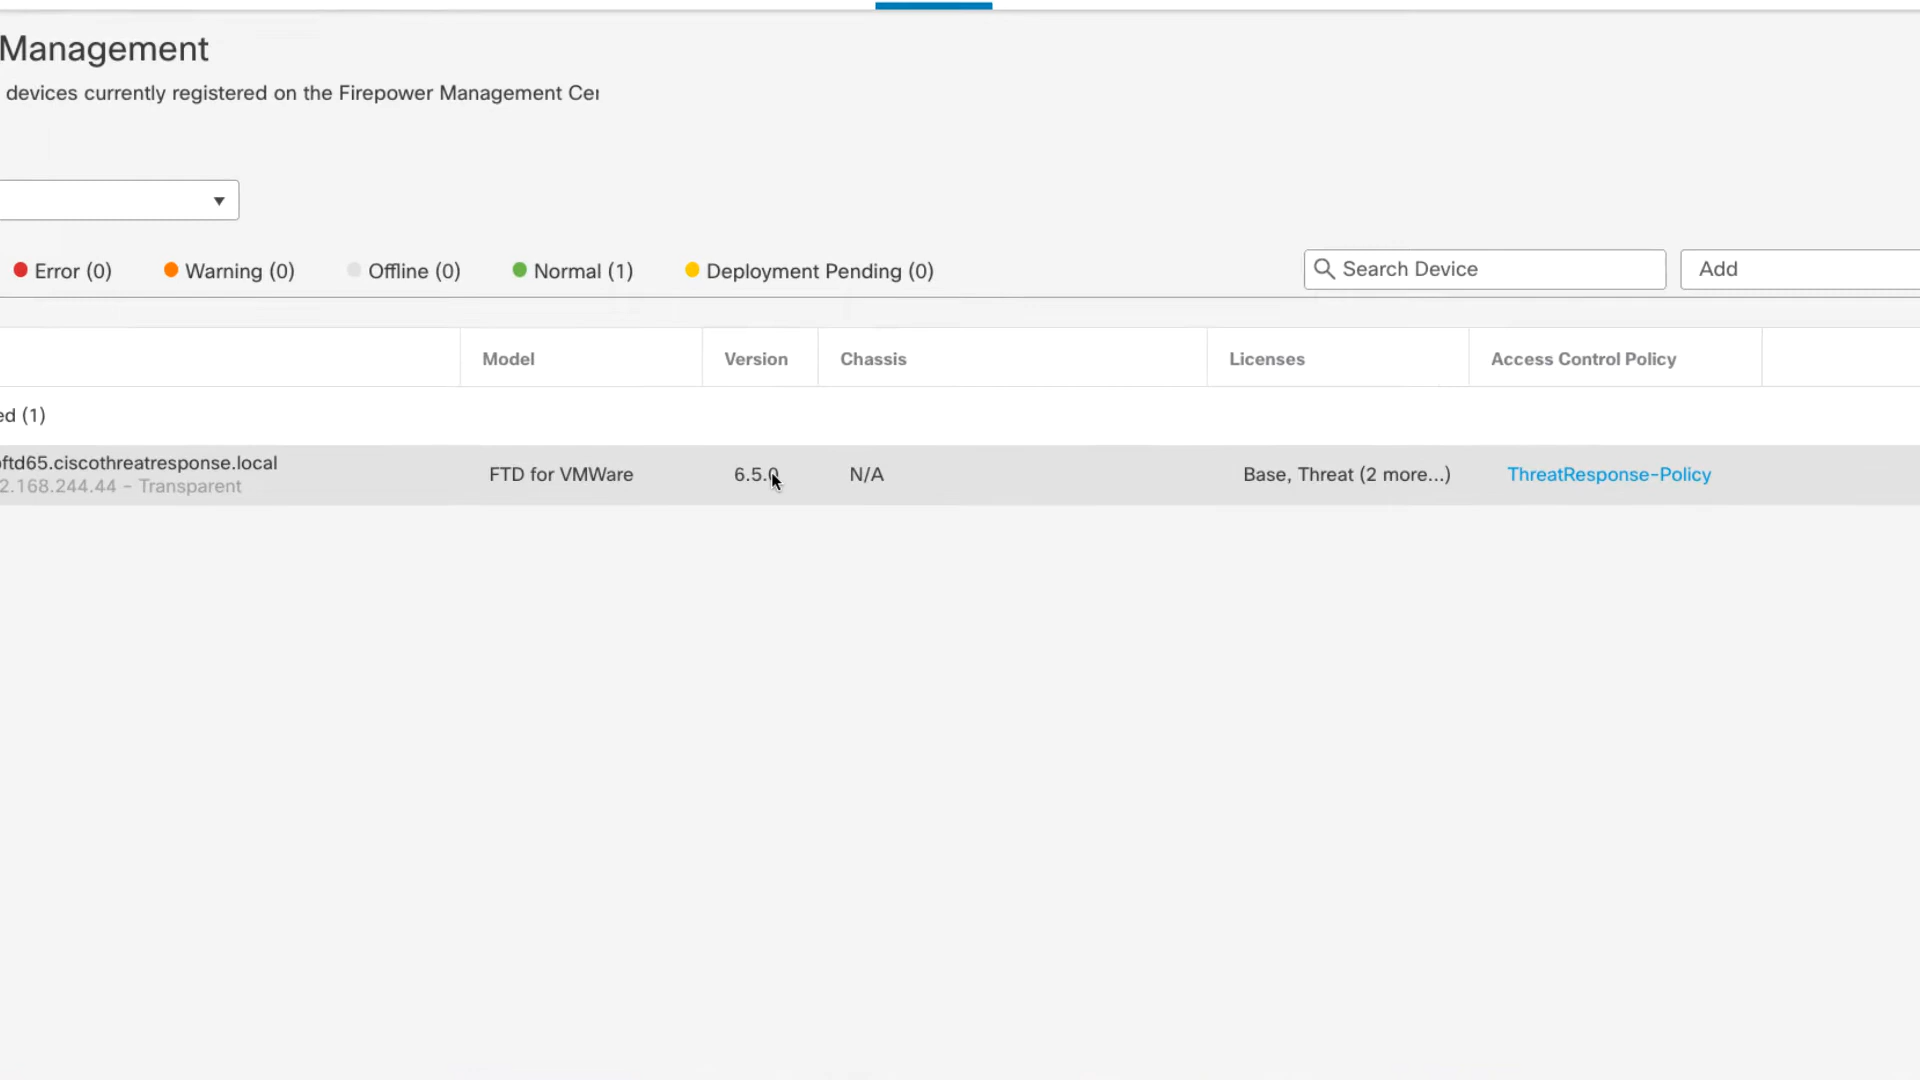 Management
devices currently registered on the Firepower Management
Error (0) Warning (0) Offline (0) Normal (1) Deployment Pending (0) Search Device Add
Model Version Chassis Licenses Access Control Policy
ed (1)
ftd65.ciscothreatresponse.local
2.168.244.44 – Transparent
FTD for VMWare 6.5.0 N/A Base, Threat (2 more...) ThreatResponse-Policy